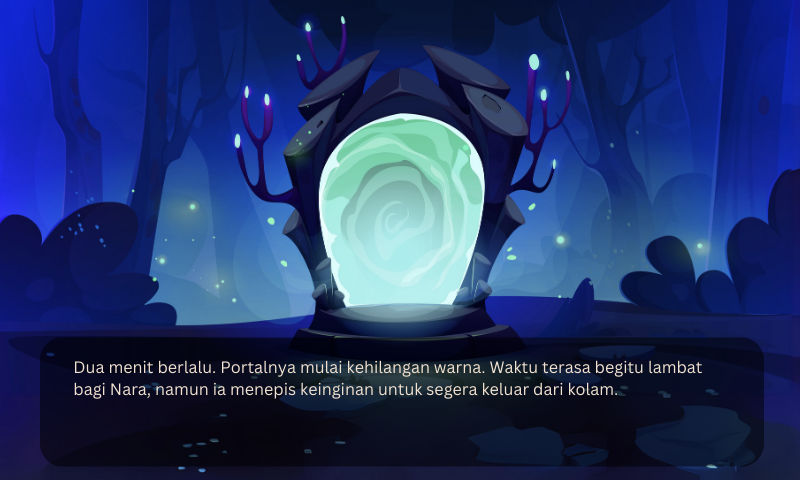 Dua menit berlalu. Portalnya mulai kehilangan warna. Waktu terasa begitu lambat
bagi Nara, namun ia menepis keinginan untuk segera keluar dari kolam.